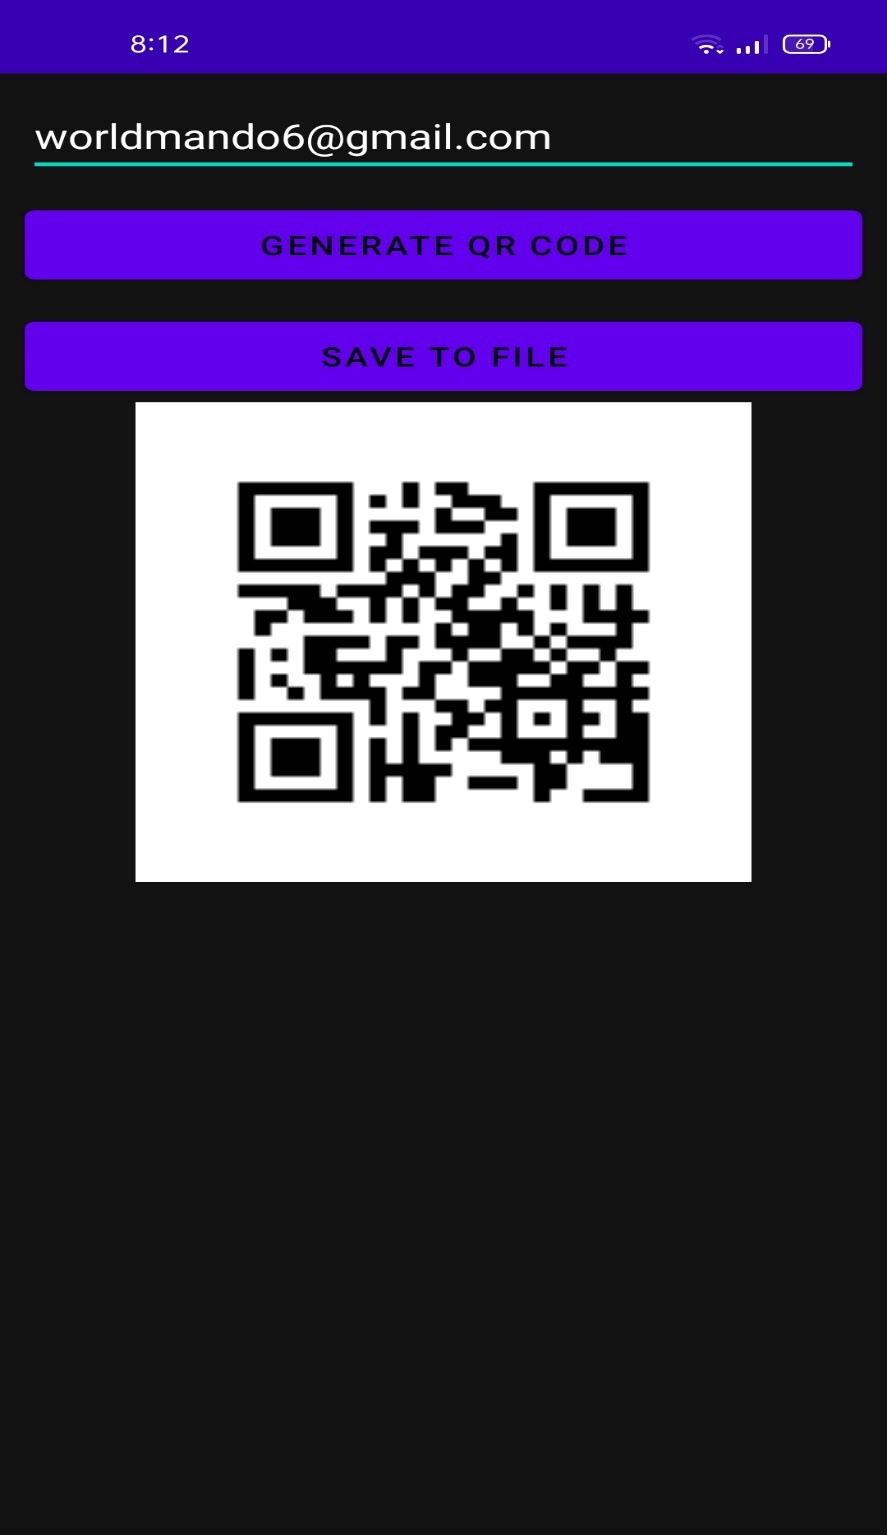 8:12
69
worldmando6@gmail.com
GENERATE QR CODE
SAVE TO FILE